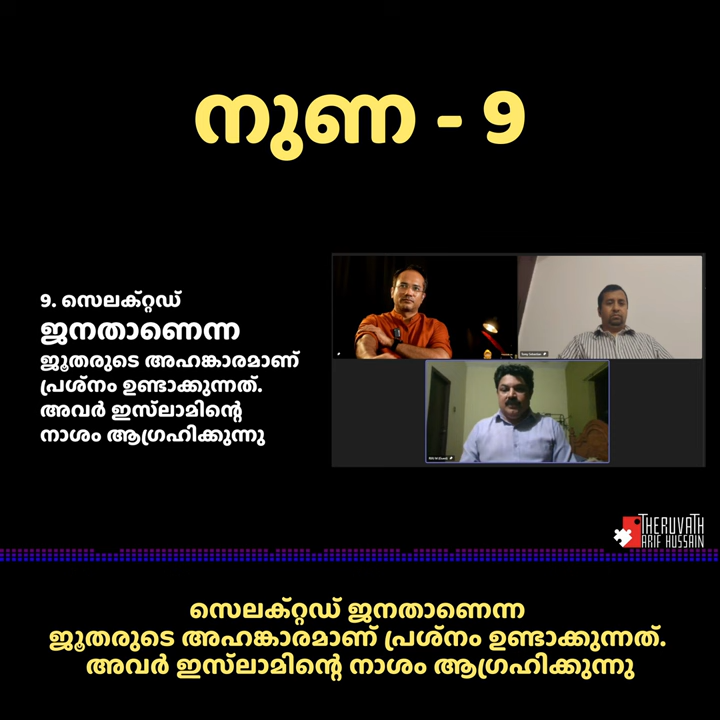 നുണ - 9
9. സെലക്റ്റഡ്
ജനതാണെന്ന
ജൂതരുടെ അഹങ്കാരമാണ്
പ്രശ്നം ഉണ്ടാക്കുന്നത്.
അവർ ഇസ്‌ലാമിന്റെ
നാശം ആഗ്രഹിക്കുന്നു
THERUVATH
ARIF HUSSAIN
സെലക്റ്റഡ് ജനതാണെന്ന
ജൂതരുടെ അഹങ്കാരമാണ് പ്രശ്നം ഉണ്ടാക്കുന്നത്.
അവർ ഇസ്‌ലാമിന്റെ നാശം ആഗ്രഹിക്കുന്നു